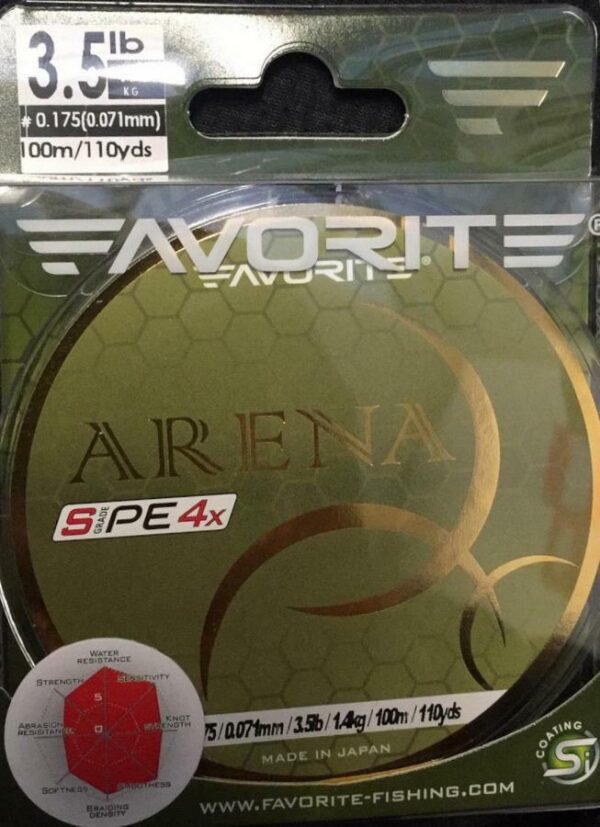 3.5lb
KG
# 0.175(0.071mm)
100m/110yds
FAVORITE®
FAVORITE®
ARENA
S GRADE PE 4x
WATER
RESISTANCE
STRENGTH
SENSITIVITY
5
ABRASION
RESISTANCE
0
KNOT
STRENGTH
SOFTNESS
SMOOTHNESS
BRAIDING
DENSITY
75/0.071mm/3.5lb/1.4kg/100m/110yds
MADE IN JAPAN
COATING
Si
WWW.FAVORITE-FISHING.COM